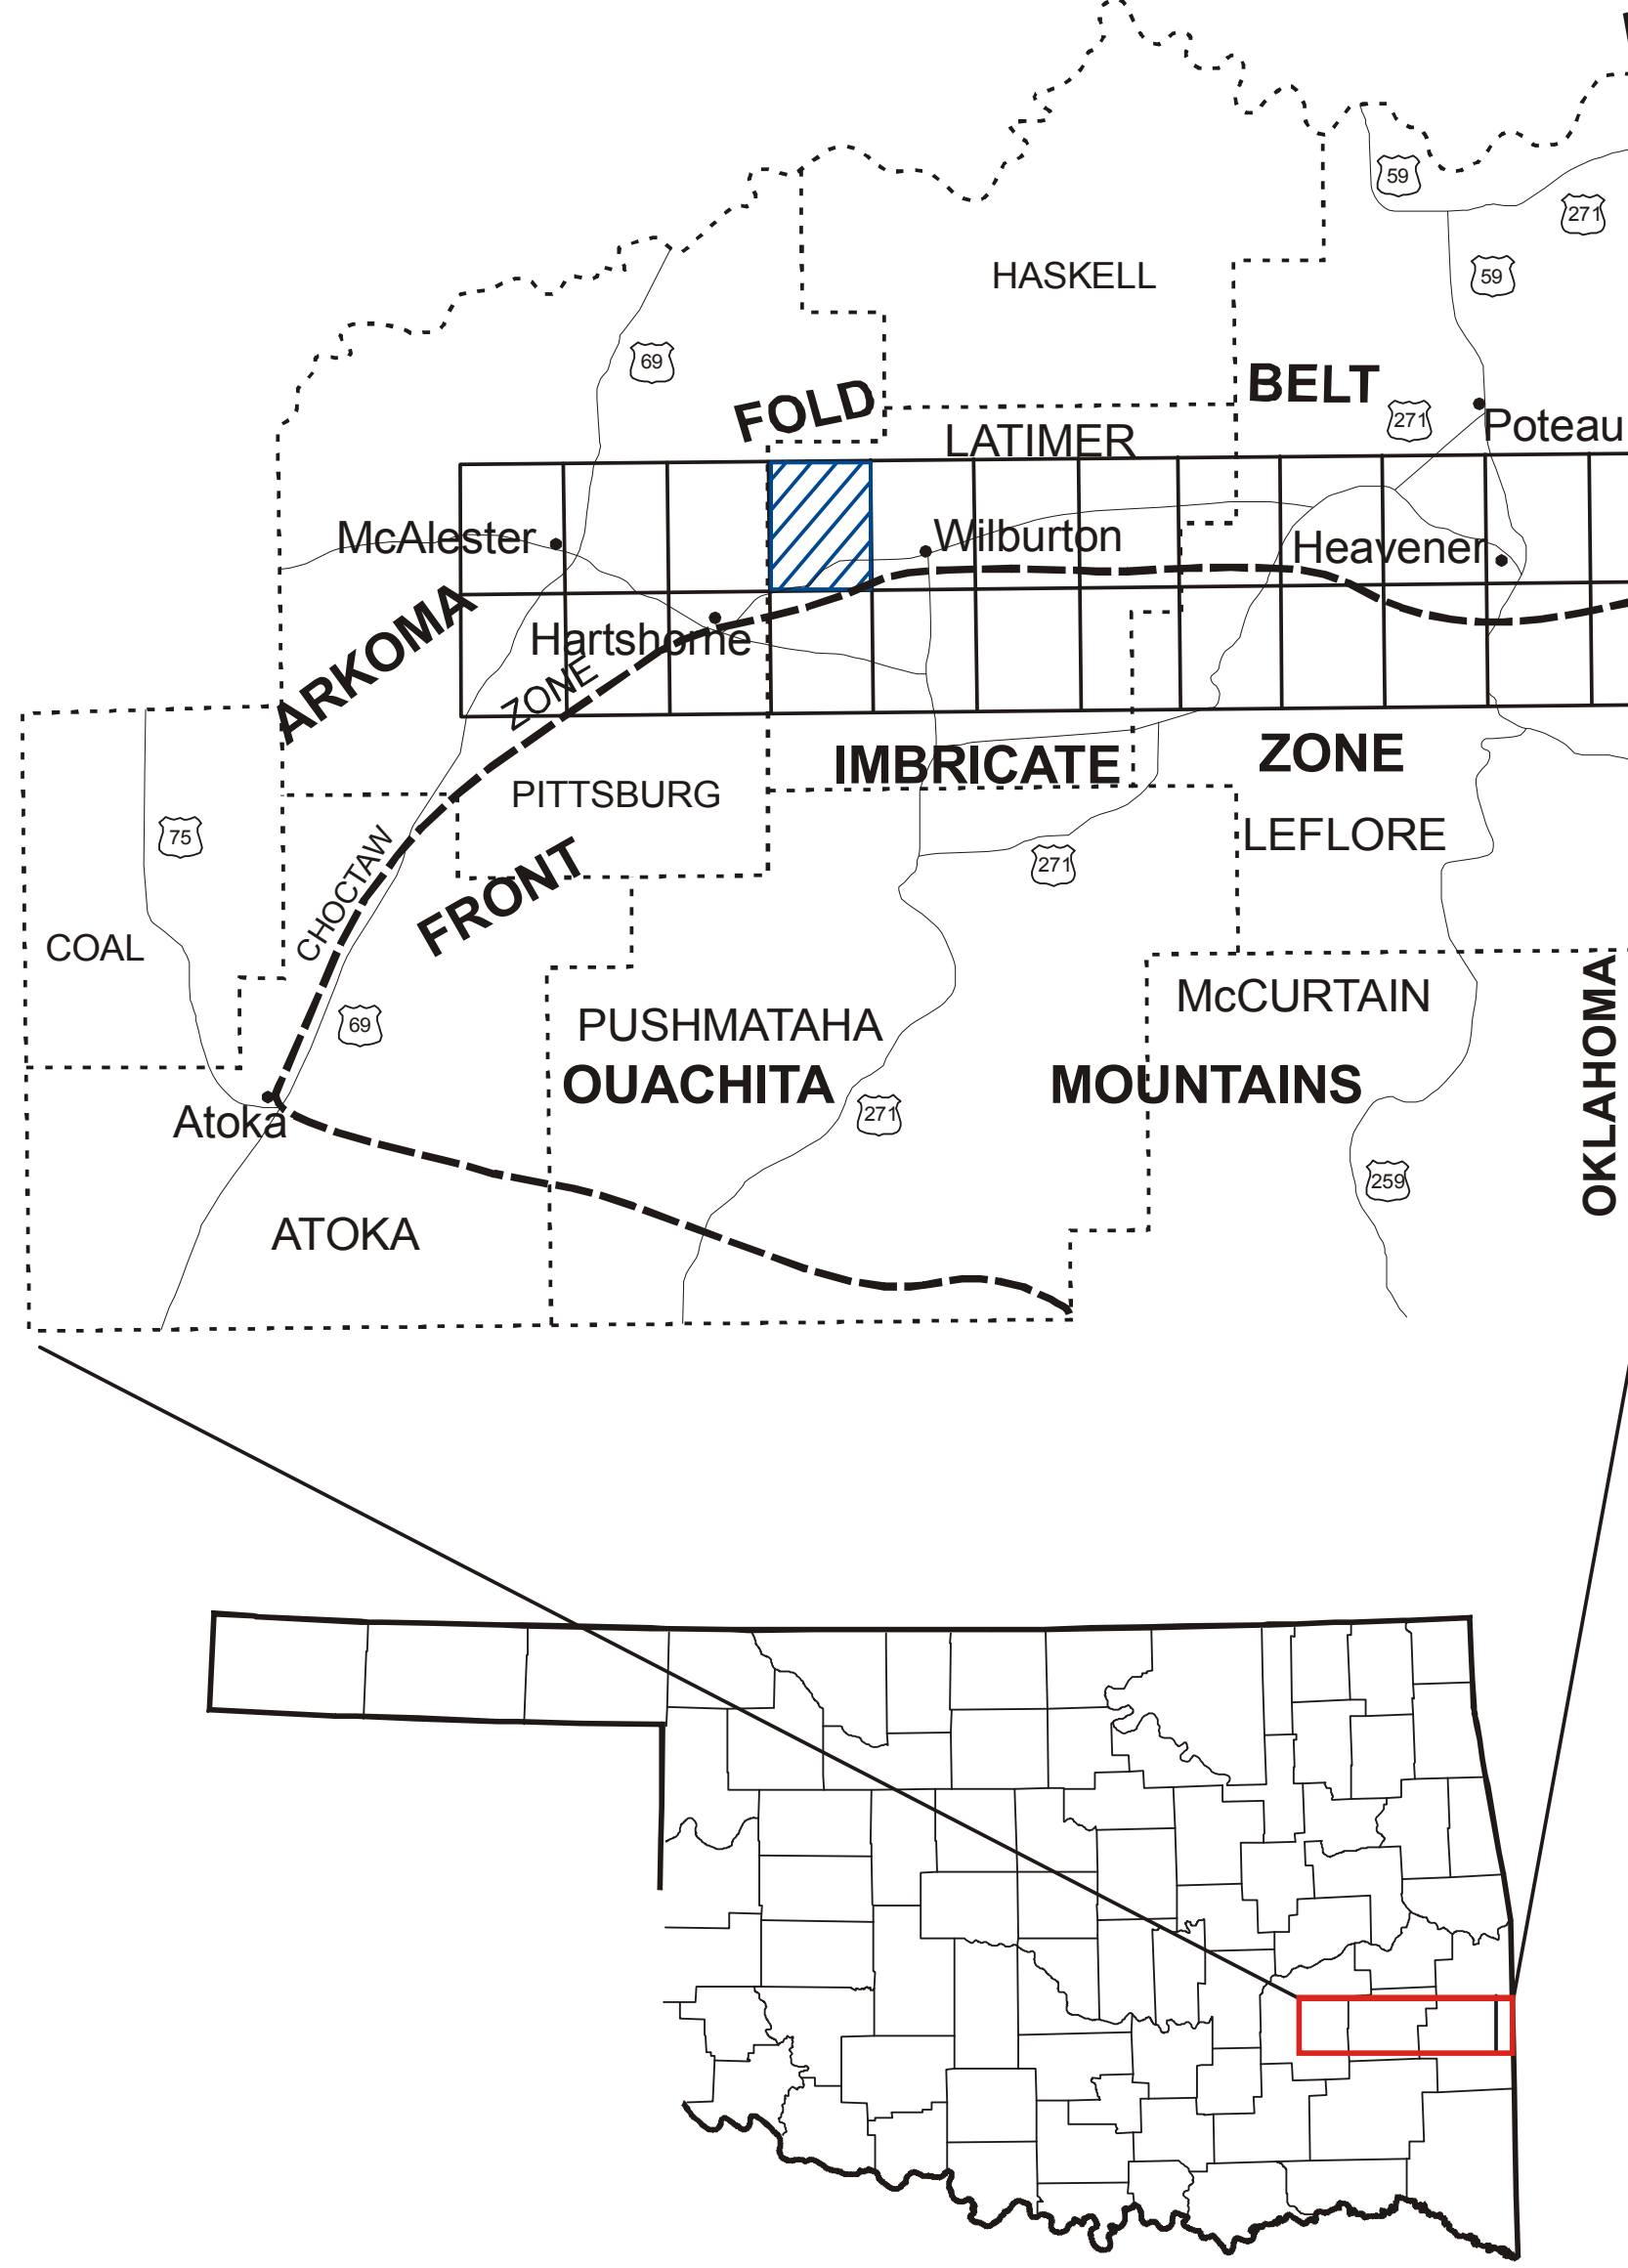 59
271
HASKELL
59
69
BELT
FOLD
271
Poteau
LATIMER
McAlester
Wilburton
Heavener
ARKOMA
Hartshorne
ZONE
IMBRICATE
ZONE
PITTSBURG
75
LEFLORE
271
CHOCTAW
FRONT
COAL
McCURTAIN
69
PUSHMATAHA
OKLAHOMA
OUACHITA
MOUNTAINS
271
Atoka
259
ATOKA